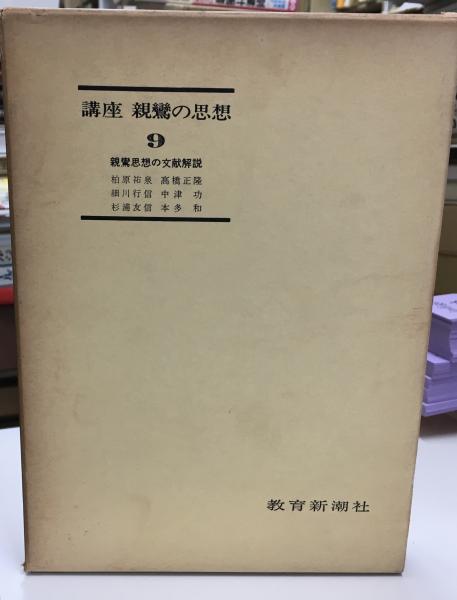 講座 親鸞の思想
9
親鸞思想の文献解説
柏原祐泉 髙橋正隆
細川行信 中津 功
杉浦友信 本多 和
教育新潮社